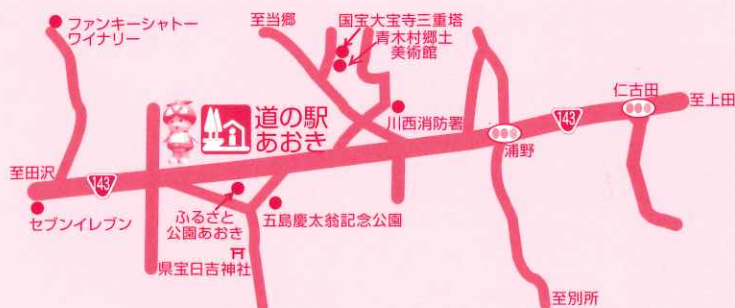 ファンキーシャトー
ワイナリー
至当郷
国宝大宝寺三重塔
青木村郷土
美術館
仁古田
至上田
道の駅
あおき
川西消防署
143
浦野
至田沢
143
セブンイレブン
ふるさと
公園あおき
五島慶太翁記念公園
県宝日吉神社
至別所